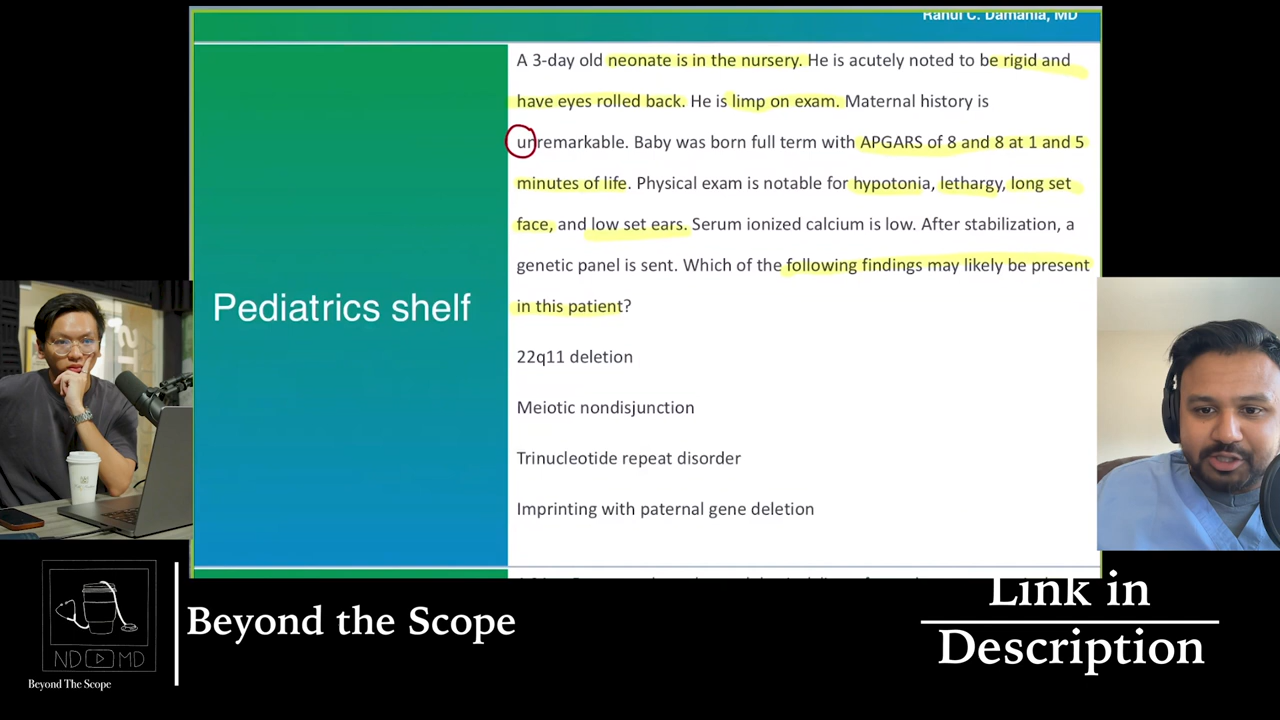 Rahul C. Damania, MD
A 3-day old neonate is in the nursery. He is acutely noted to be rigid and
have eyes rolled back. He is limp on exam. Maternal history is
unremarkable. Baby was born full term with APGARS of 8 and 8 at 1 and 5
minutes of life. Physical exam is notable for hypotonia, lethargy, long set
face, and low set ears. Serum ionized calcium is low. After stabilization, a
genetic panel is sent. Which of the following findings may likely be present
in this patient?
Pediatrics shelf
22q11 deletion
Meiotic nondisjunction
Trinucleotide repeat disorder
Imprinting with paternal gene deletion
Beyond the Scope
Link in
Description
ND MD
Beyond The Scope